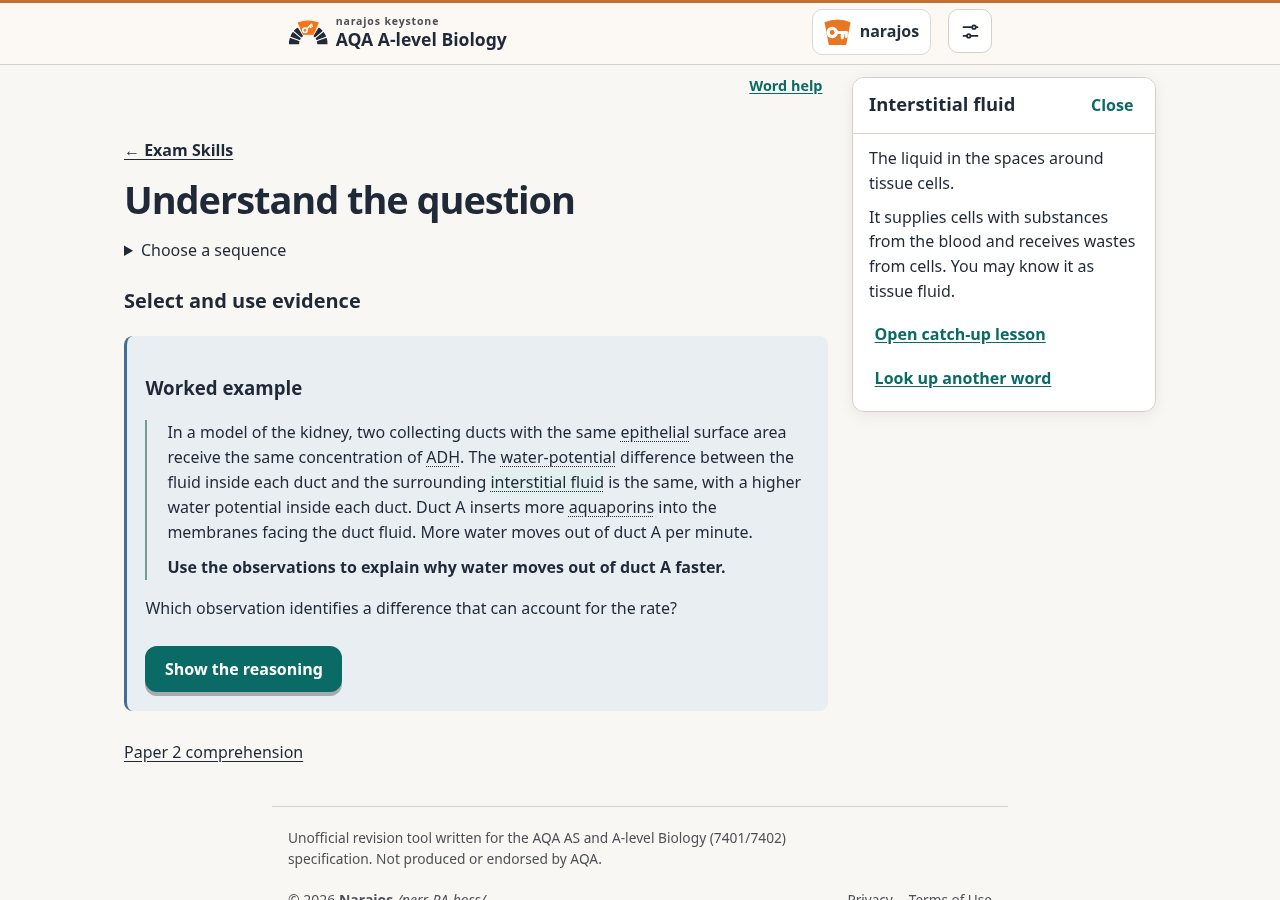 narajos keystone
AQA A-level Biology
narajos
Word help
← Exam Skills
Understand the question
Choose a sequence
Select and use evidence
Worked example
In a model of the kidney, two collecting ducts with the same epithelial surface area
receive the same concentration of ADH. The water-potential difference between the
fluid inside each duct and the surrounding interstitial fluid is the same, with a higher
water potential inside each duct. Duct A inserts more aquaporins into the
membranes facing the duct fluid. More water moves out of duct A per minute.
Use the observations to explain why water moves out of duct A faster.
Which observation identifies a difference that can account for the rate?
Show the reasoning
Paper 2 comprehension
Interstitial fluid
Close
The liquid in the spaces around
tissue cells.
It supplies cells with substances
from the blood and receives wastes
from cells. You may know it as
tissue fluid.
Open catch-up lesson
Look up another word
Unofficial revision tool written for the AQA AS and A-level Biology (7401/7402)
specification. Not produced or endorsed by AQA.
© 2026 Narajos /nerr-PA-hoss/
Privacy Terms of Use